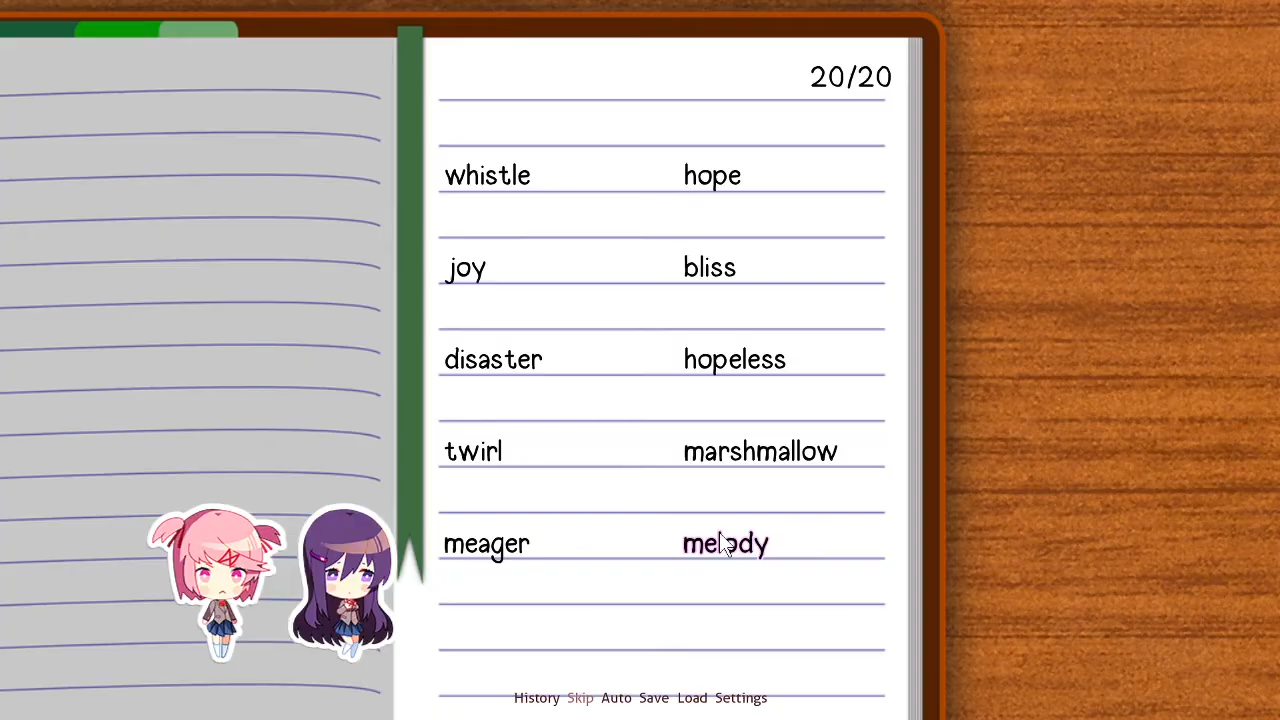 20/20
whistle hope
joy bliss
disaster hopeless
twirl marshmallow
meager melody
History Skip Auto Save Load Settings